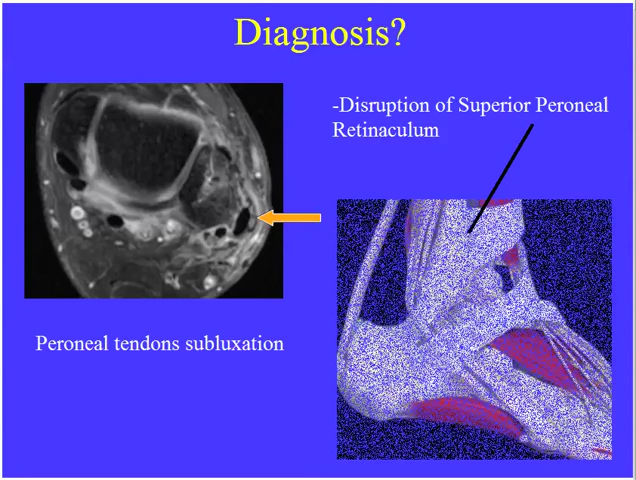 Diagnosis?
-Disruption of Superior Peroneal
Retinaculum
Peroneal tendons subluxation